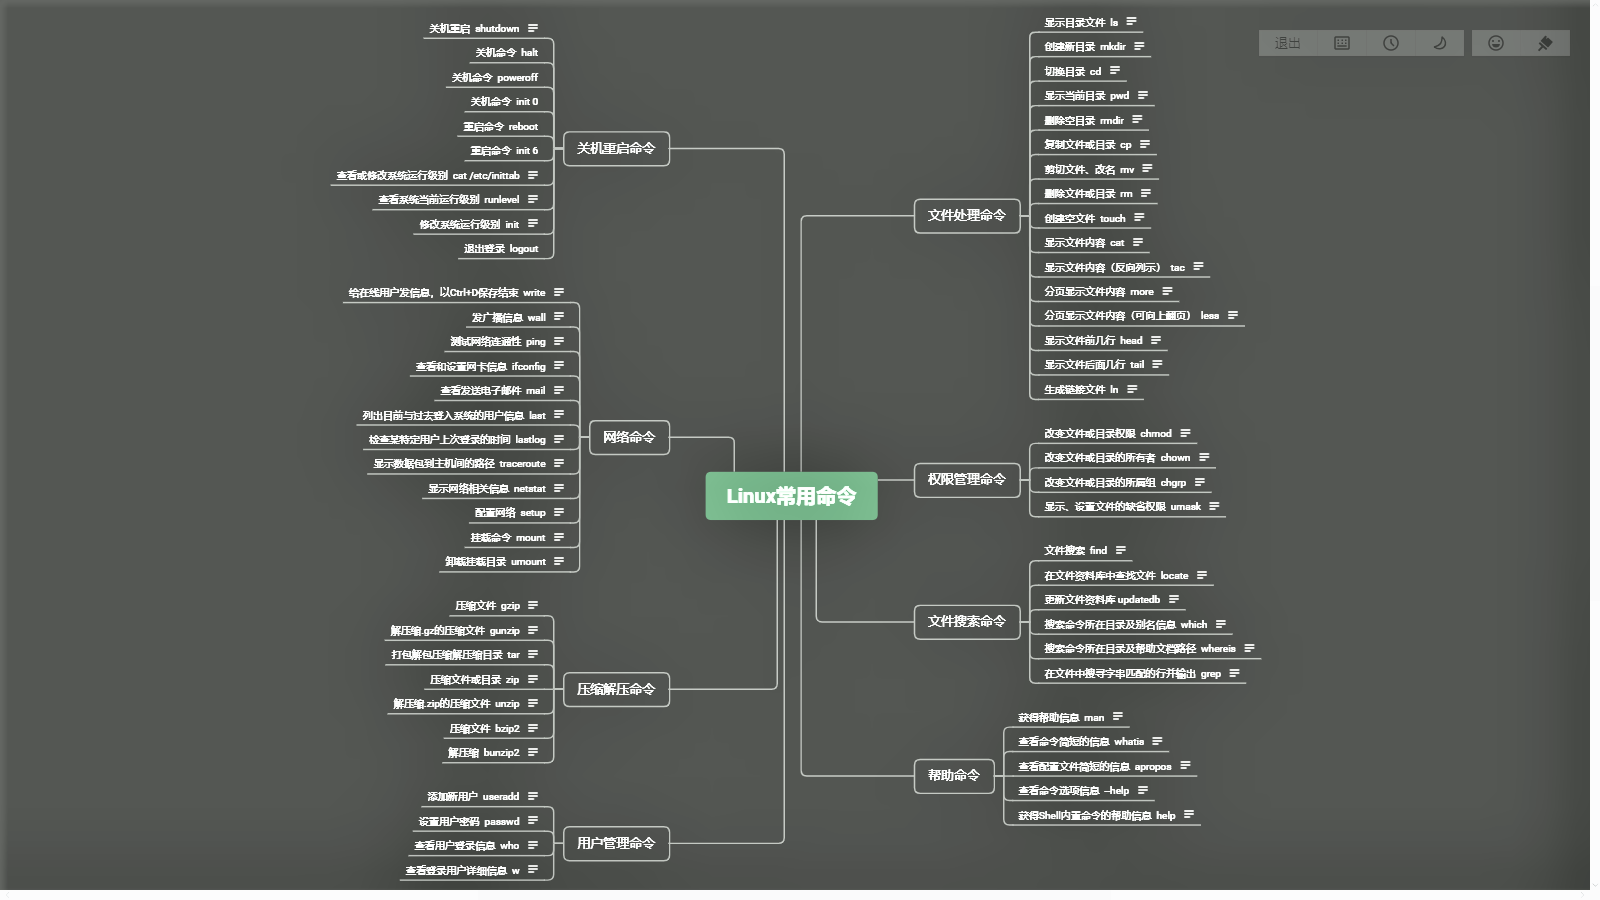 退出
Linux常用命令
关机重启命令
关机重启 shutdown
关机命令 halt
关机命令 poweroff
关机命令 init 0
重启命令 reboot
重启命令 init 6
查看或修改系统运行级别 cat /etc/inittab
查看系统当前运行级别 runlevel
修改系统运行级别 init
退出登录 logout
网络命令
给在线用户发信息，以Ctrl+D保存结束 write
发广播信息 wall
测试网络连通性 ping
查看和设置网卡信息 ifconfig
查看发送电子邮件 mail
列出目前与过去登入系统的用户信息 last
检查某特定用户上次登录的时间 lastlog
显示数据包到主机间的路径 traceroute
显示网络相关信息 netstat
配置网络 setup
挂载命令 mount
卸载挂载目录 umount
压缩解压命令
压缩文件 gzip
解压缩.gz的压缩文件 gunzip
打包解包压缩解压缩目录 tar
压缩文件或目录 zip
解压缩.zip的压缩文件 unzip
压缩文件 bzip2
解压缩 bunzip2
用户管理命令
添加新用户 useradd
设置用户密码 passwd
查看用户登录信息 who
查看登录用户详细信息 w
文件处理命令
显示目录文件 ls
创建新目录 mkdir
切换目录 cd
显示当前目录 pwd
删除空目录 rmdir
复制文件或目录 cp
剪切文件、改名 mv
删除文件或目录 rm
创建空文件 touch
显示文件内容 cat
显示文件内容（反向列示） tac
分页显示文件内容 more
分页显示文件内容（可向上翻页） less
显示文件前几行 head
显示文件后面几行 tail
生成链接文件 ln
权限管理命令
改变文件或目录权限 chmod
改变文件或目录的所有者 chown
改变文件或目录的所属组 chgrp
显示、设置文件的缺省权限 umask
文件搜索命令
文件搜索 find
在文件资料库中查找文件 locate
更新文件资料库 updatedb
搜索命令所在目录及别名信息 which
搜索命令所在目录及帮助文档路径 whereis
在文件中搜寻字串匹配的行并输出 grep
帮助命令
获得帮助信息 man
查看命令简短的信息 whatis
查看配置文件简短的信息 apropos
查看命令选项信息 --help
获得Shell内置命令的帮助信息 help